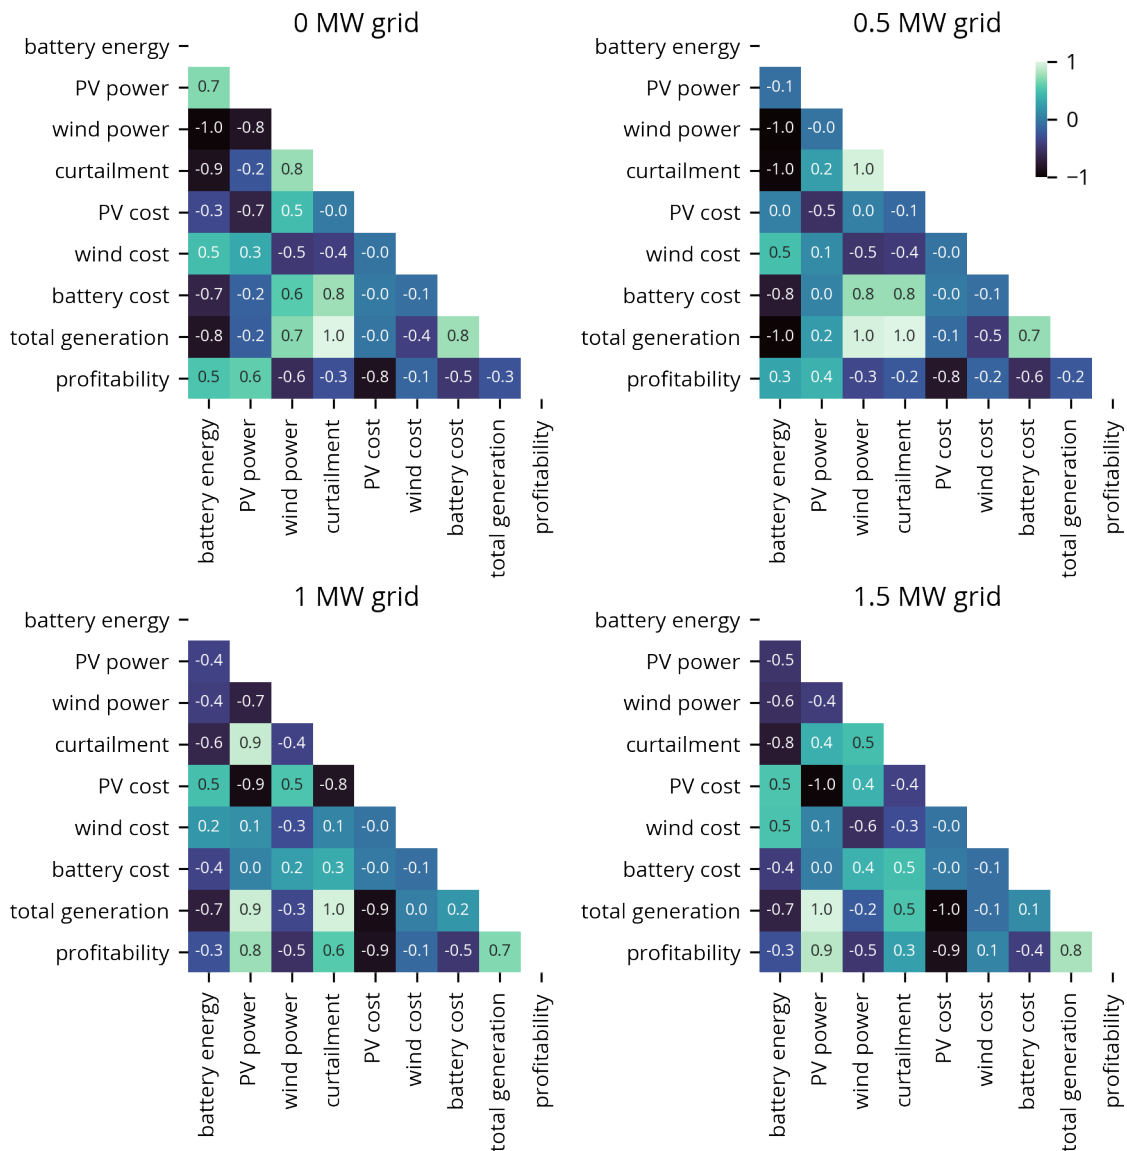 0 MW grid
battery energy
PV power 0.7
wind power -1.0 -0.8
curtailment -0.9 -0.2 0.8
PV cost -0.3 -0.7 0.5 -0.0
wind cost 0.5 0.3 -0.5 -0.4 -0.0
battery cost -0.7 -0.2 0.6 0.8 -0.0 -0.1
total generation -0.8 -0.2 0.7 1.0 -0.0 -0.4 0.8
profitability 0.5 0.6 -0.6 -0.3 -0.8 -0.1 -0.5 -0.3
battery energy
PV power
wind power
curtailment
PV cost
wind cost
battery cost
total generation
profitability
0.5 MW grid
battery energy
PV power -0.1
wind power -1.0 -0.0
curtailment -1.0 0.2 1.0
PV cost 0.0 -0.5 0.0 -0.1
wind cost 0.5 0.1 -0.5 -0.4 -0.0
battery cost -0.8 0.0 0.8 0.8 -0.0 -0.1
total generation -1.0 0.2 1.0 1.0 -0.1 -0.5 0.7
profitability 0.3 0.4 -0.3 -0.2 -0.8 -0.2 -0.6 -0.2
battery energy
PV power
wind power
curtailment
PV cost
wind cost
battery cost
total generation
profitability
1
0
−1
1 MW grid
battery energy
PV power -0.4
wind power -0.4 -0.7
curtailment -0.6 0.9 -0.4
PV cost 0.5 -0.9 0.5 -0.8
wind cost 0.2 0.1 -0.3 0.1 -0.0
battery cost -0.4 0.0 0.2 0.3 -0.0 -0.1
total generation -0.7 0.9 -0.3 1.0 -0.9 0.0 0.2
profitability -0.3 0.8 -0.5 0.6 -0.9 -0.1 -0.5 0.7
battery energy
PV power
wind power
curtailment
PV cost
wind cost
battery cost
total generation
profitability
1.5 MW grid
battery energy
PV power -0.5
wind power -0.6 -0.4
curtailment -0.8 0.4 0.5
PV cost 0.5 -1.0 0.4 -0.4
wind cost 0.5 0.1 -0.6 -0.3 -0.0
battery cost -0.4 0.0 0.4 0.5 -0.0 -0.1
total generation -0.7 1.0 -0.2 0.5 -1.0 -0.1 0.1
profitability -0.3 0.9 -0.5 0.3 -0.9 0.1 -0.4 0.8
battery energy
PV power
wind power
curtailment
PV cost
wind cost
battery cost
total generation
profitability